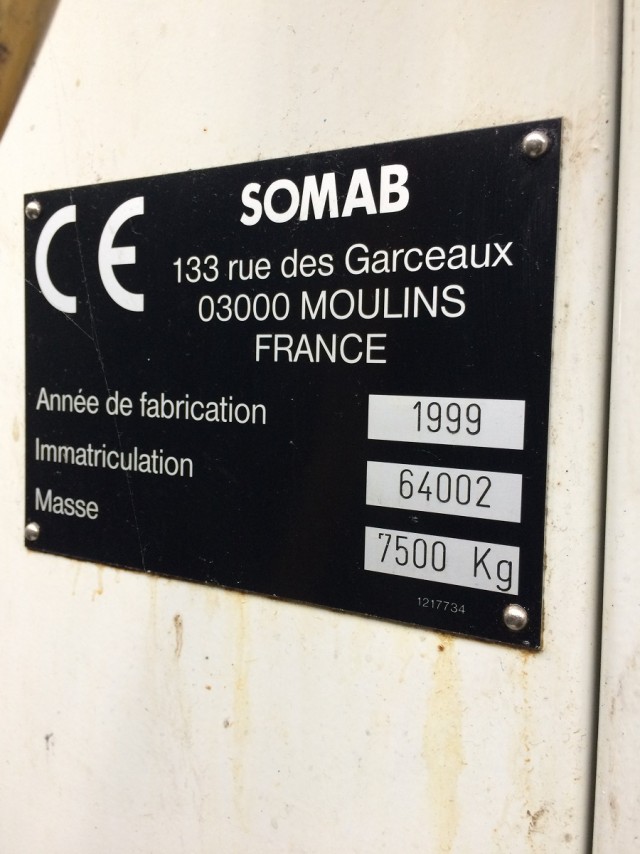 CE
SOMAB
133 rue des Garceaux
03000 MOULINS
FRANCE
Année de fabrication 1999
Immatriculation 64002
Masse 7500 Kg
1217734